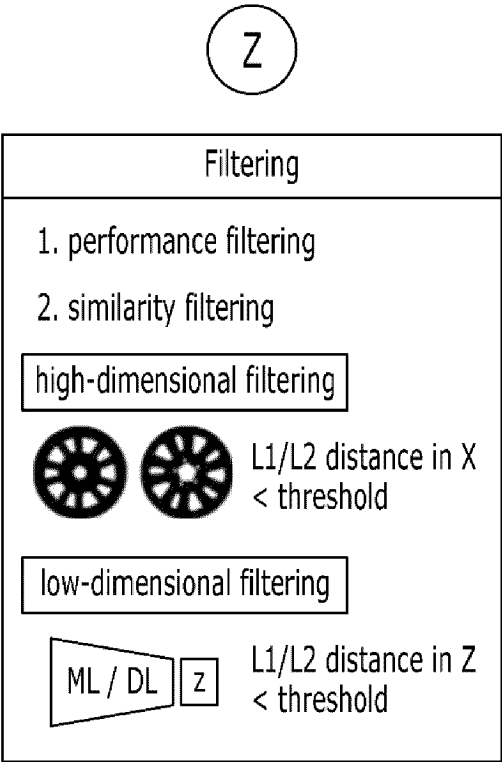 Z
Filtering
1. performance filtering
2. similarity filtering
high-dimensional filtering
L1/L2 distance in X
< threshold
low-dimensional filtering
ML / DL z
L1/L2 distance in Z
< threshold